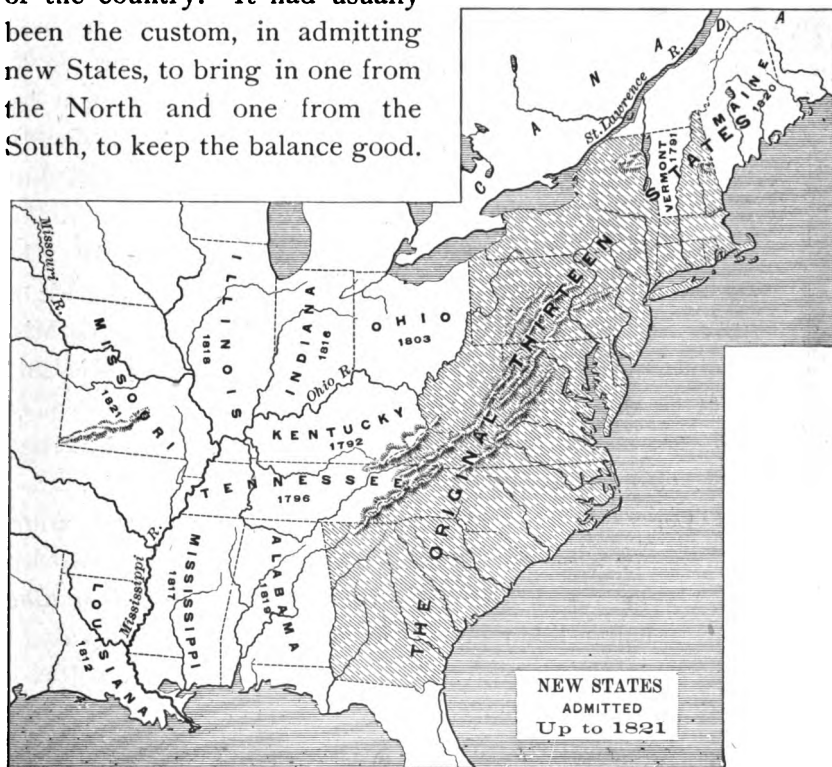 of the country. It had usually
been the custom, in admitting
new States, to bring in one from
the North and one from the
South, to keep the balance good.
C A N A D A
St. Lawrence R.
MAINE
1820
VERMONT
1791
THE ORIGINAL THIRTEEN STATES
Missouri R.
MISSOURI
1821
ILLINOIS
1818
INDIANA
1816
OHIO
1803
Ohio R.
KENTUCKY
1792
TENNESSEE
1796
Mississippi R.
MISSISSIPPI
1817
ALABAMA
1819
LOUISIANA
1812
NEW STATES
ADMITTED
Up to 1821